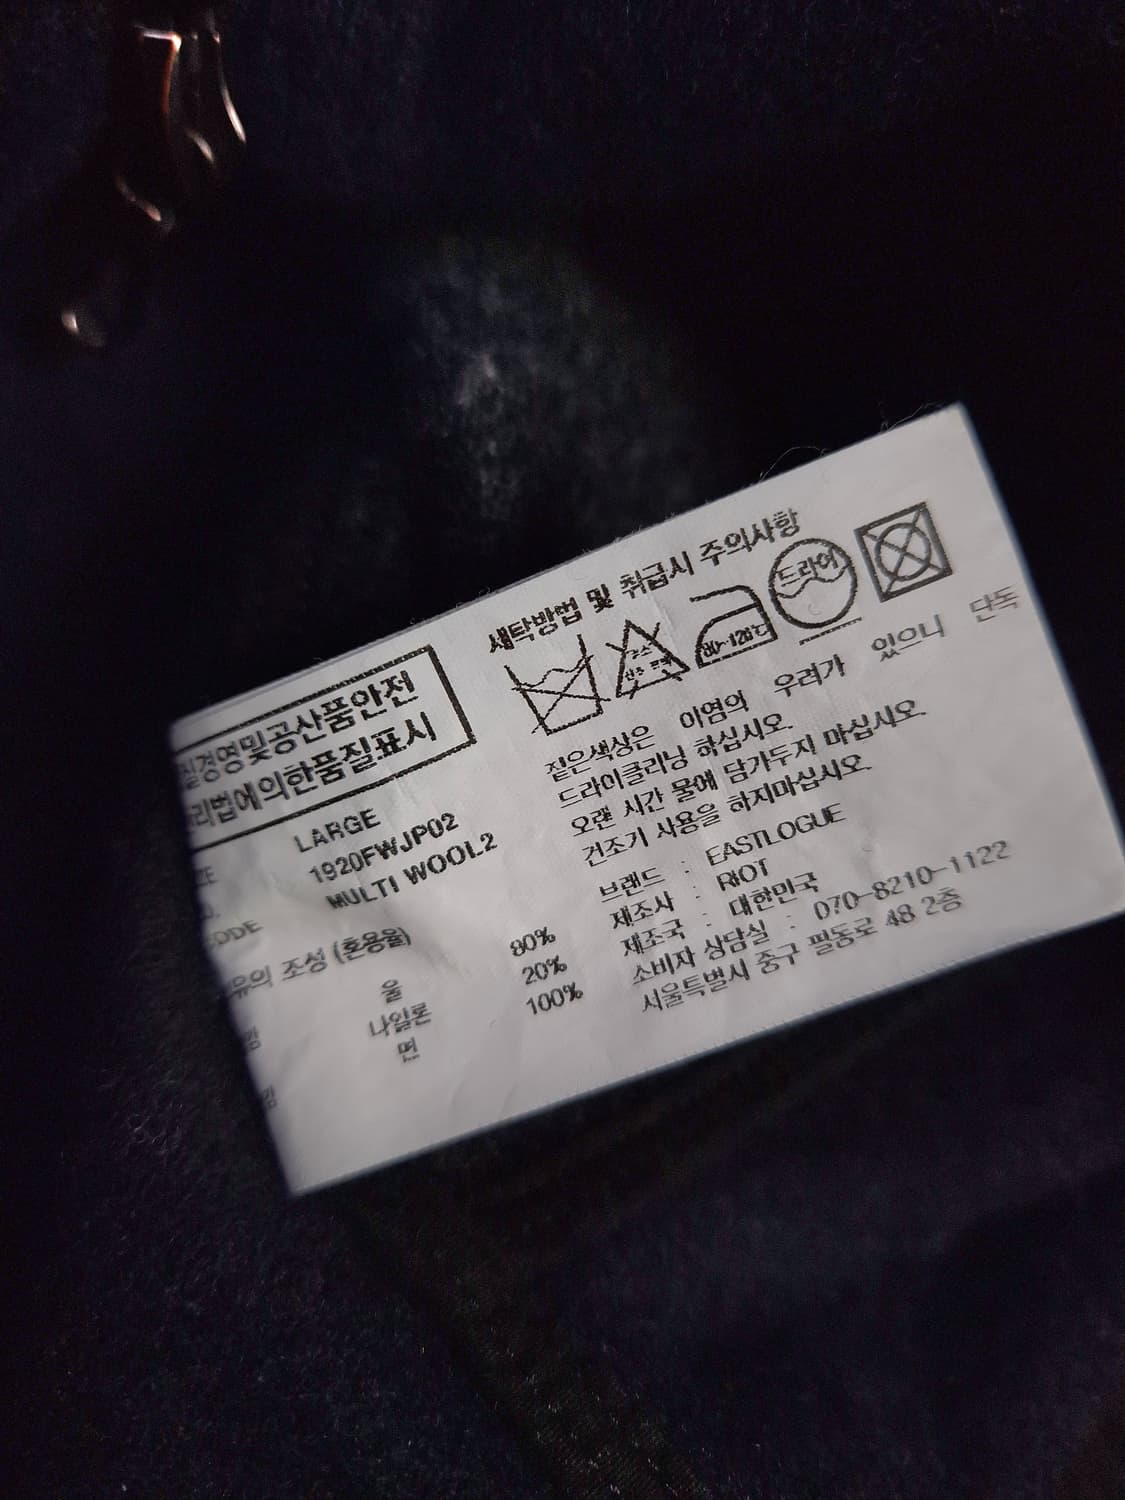 질경영및공산품안전
리법에의한품질표시
LARGE
1920FWJP02
CODE
MULTI WOOL2
유의 조성 (혼용율)
울 80%
나일론 20%
면 100%
세탁방법 및 취급시 주의사항
80~120℃
드라이
짙은색상은 이염의 우려가 있으니 단독
드라이클리닝 하십시오.
오랜 시간 물에 담가두지 마십시오.
건조기 사용을 하지마십시오.
브랜드 : EASTLOGUE
제조사 : RIOT
제조국 : 대한민국
소비자 상담실 : 070-8210-1122
서울특별시 중구 필동로 48 2층